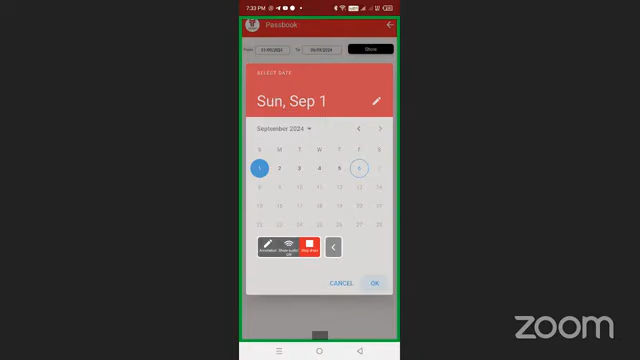 7:33 PM
Passbook
From 01/09/2024 To 06/09/2024 Show
SELECT DATE
Sun, Sep 1
September 2024
S M T W T F S
1 2 3 4 5 6 7
8 9 10 11 12 13 14
15 16 17 18 19 20 21
22 23 24 25 26 27 28
Annotation
Share audio: Off
Stop share
CANCEL OK
zoom